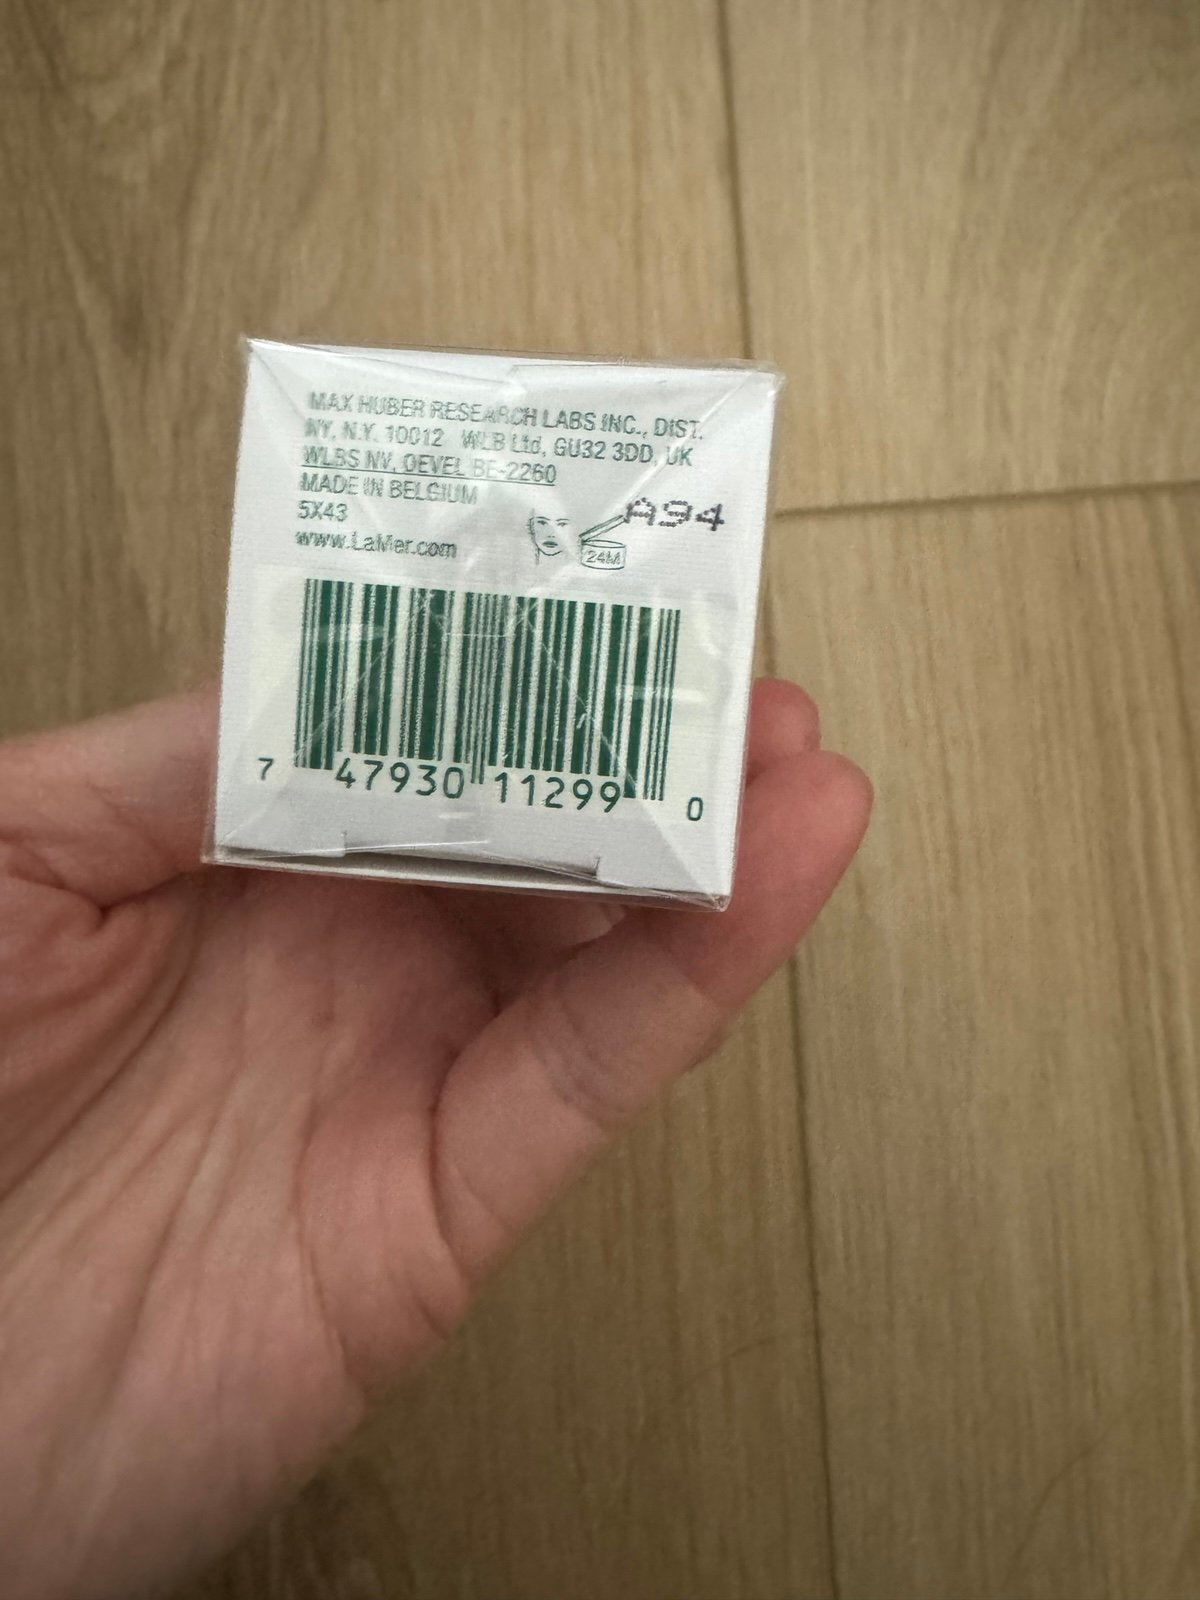 MAX HUBER RESEARCH LABS INC., DIST.
NY, N.Y. 10012 WLB Ltd, GU32 3DD, UK
WLBS NV, OEVEL BE-2260
MADE IN BELGIUM
5X43
www.LaMer.com
A94
24M
7 47930 11299 0